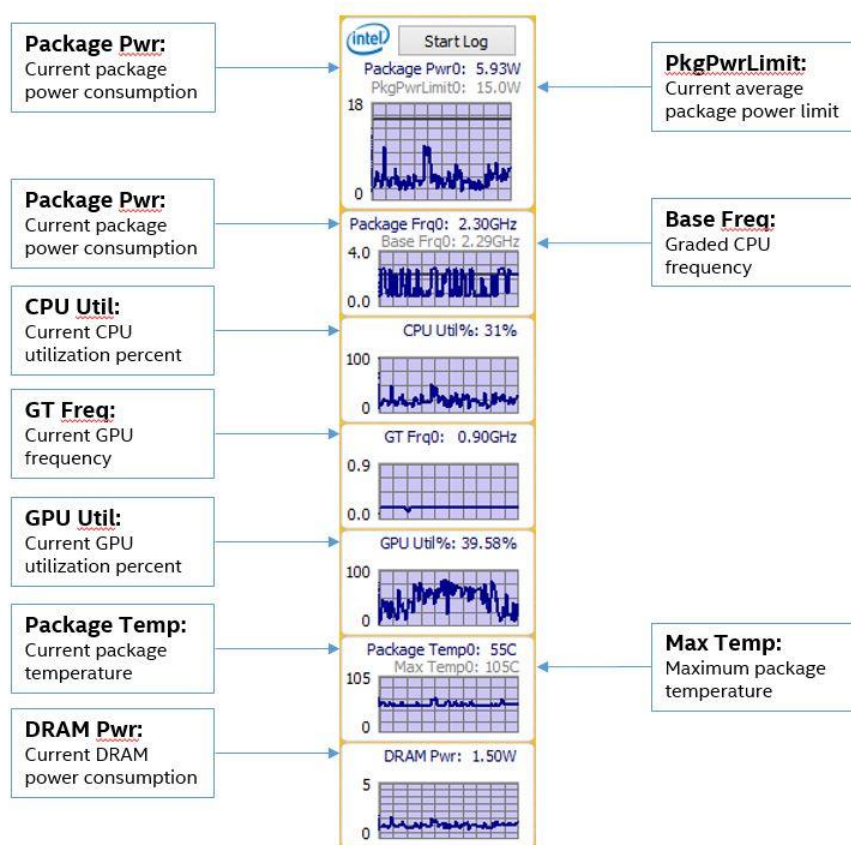 Package Pwr:
Current package
power consumption
Package Pwr:
Current package
power consumption
CPU Util:
Current CPU
utilization percent
GT Freq:
Current GPU
frequency
GPU Util:
Current GPU
utilization percent
Package Temp:
Current package
temperature
DRAM Pwr:
Current DRAM
power consumption
intel
Start Log
Package Pwr0: 5.93W
PkgPwrLimit0: 15.0W
18
0
Package Frq0: 2.30GHz
Base Frq0: 2.29GHz
4.0
0.0
CPU Util%: 31%
100
0
GT Frq0: 0.90GHz
0.9
0.0
GPU Util%: 39.58%
100
0
Package Temp0: 55C
Max Temp0: 105C
105
0
DRAM Pwr: 1.50W
5
0
PkgPwrLimit:
Current average
package power limit
Base Freq:
Graded CPU
frequency
Max Temp:
Maximum package
temperature